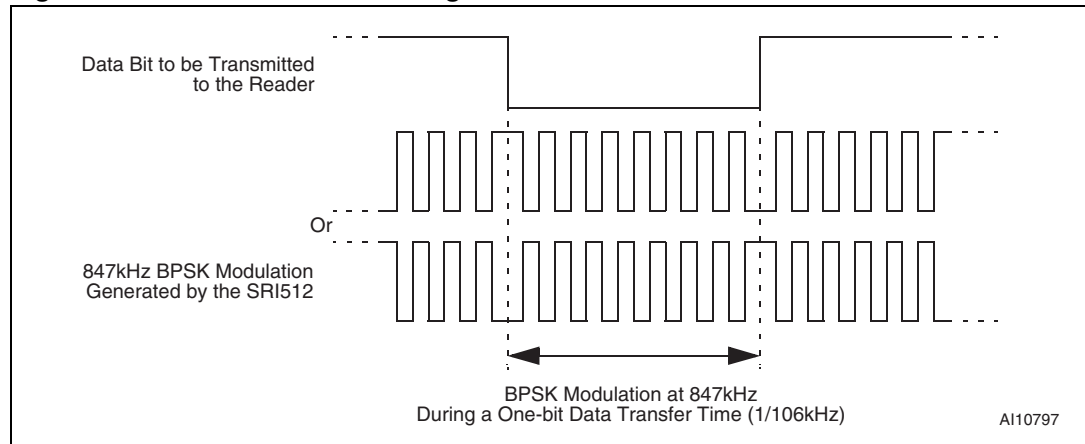 Data Bit to be Transmitted
to the Reader
Or
847kHz BPSK Modulation
Generated by the SRI512
BPSK Modulation at 847kHz
During a One-bit Data Transfer Time (1/106kHz)
AI10797